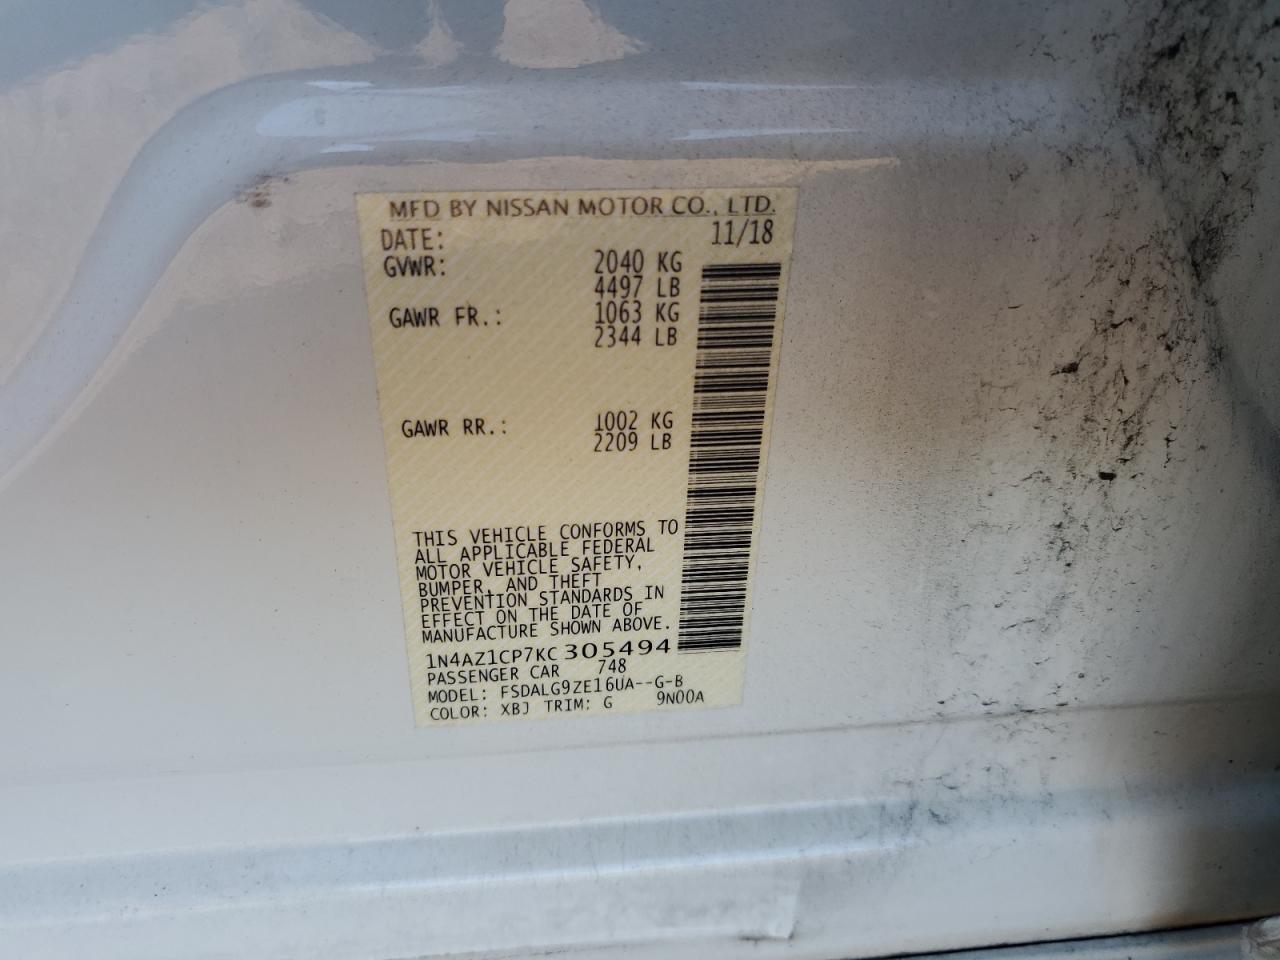 MFD BY NISSAN MOTOR CO., LTD.
DATE: 11/18
GVWR: 2040 KG
4497 LB
GAWR FR.: 1063 KG
2344 LB
GAWR RR.: 1002 KG
2209 LB
THIS VEHICLE CONFORMS TO
ALL APPLICABLE FEDERAL
MOTOR VEHICLE SAFETY,
BUMPER, AND THEFT
PREVENTION STANDARDS IN
EFFECT ON THE DATE OF
MANUFACTURE SHOWN ABOVE.
1N4AZ1CP7KC305494
PASSENGER CAR 748
MODEL: FSDALG9ZE16UA--G-B
COLOR: XBJ TRIM: G 9N00A